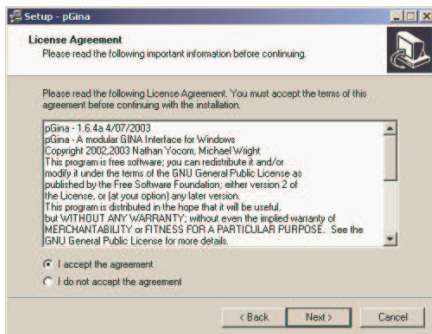 Setup - pGina
License Agreement
Please read the following important information before continuing.
Please read the following License Agreement. You must accept the terms of this
agreement before continuing with the installation.
pGina - 1.6.4a 4/07/2003
pGina - A modular GINA Interface for Windows
Copyright 2002,2003 Nathan Yocom, Michael Wright
This program is free software; you can redistribute it and/or
modify it under the terms of the GNU General Public License as
published by the Free Software Foundation; either version 2 of
the License, or (at your option) any later version.
This program is distributed in the hope that it will be useful,
but WITHOUT ANY WARRANTY; without even the implied warranty of
MERCHANTABILITY or FITNESS FOR A PARTICULAR PURPOSE. See the
GNU General Public License for more details.
I accept the agreement
I do not accept the agreement
< Back
Next >
Cancel